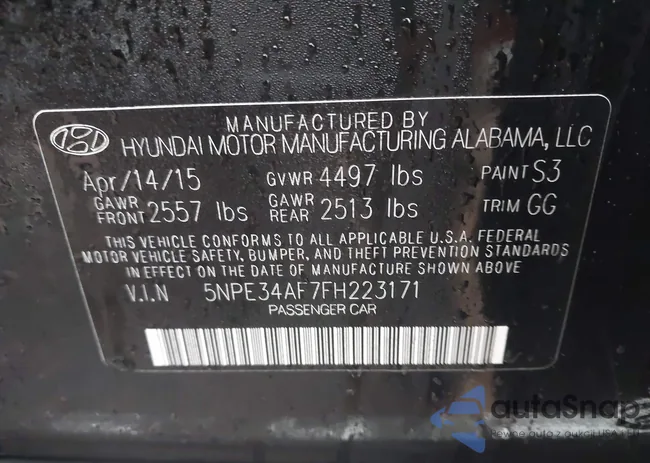 MANUFACTURED BY
HYUNDAI MOTOR MANUFACTURING ALABAMA, LLC
Apr/14/15 GVWR 4497 lbs PAINT S3
GAWR FRONT 2557 lbs GAWR REAR 2513 lbs TRIM GG
THIS VEHICLE CONFORMS TO ALL APPLICABLE U.S.A. FEDERAL
MOTOR VEHICLE SAFETY, BUMPER, AND THEFT PREVENTION STANDARDS
IN EFFECT ON THE DATE OF MANUFACTURE SHOWN ABOVE
V.I.N 5NPE34AF7FH223171
PASSENGER CAR
autoSnap